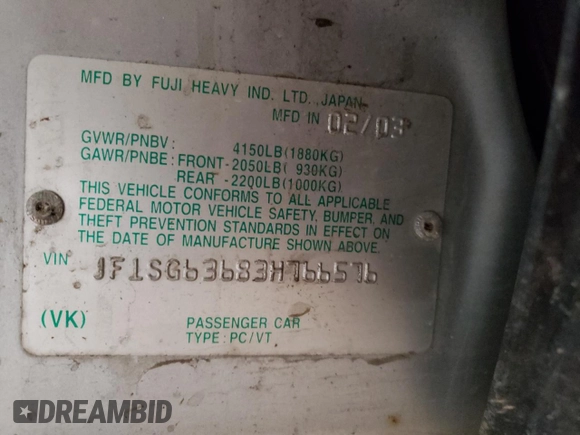 MFD BY FUJI HEAVY IND. LTD. JAPAN
MFD IN 02/03
GVWR/PNBV: 4150LB(1880KG)
GAWR/PNBE: FRONT-2050LB( 930KG)
REAR -2200LB(1000KG)
THIS VEHICLE CONFORMS TO ALL APPLICABLE
FEDERAL MOTOR VEHICLE SAFETY, BUMPER, AND
THEFT PREVENTION STANDARDS IN EFFECT ON
THE DATE OF MANUFACTURE SHOWN ABOVE.
VIN JF1SG63683H766576
(VK) PASSENGER CAR
TYPE: PC/VT
DREAMBID